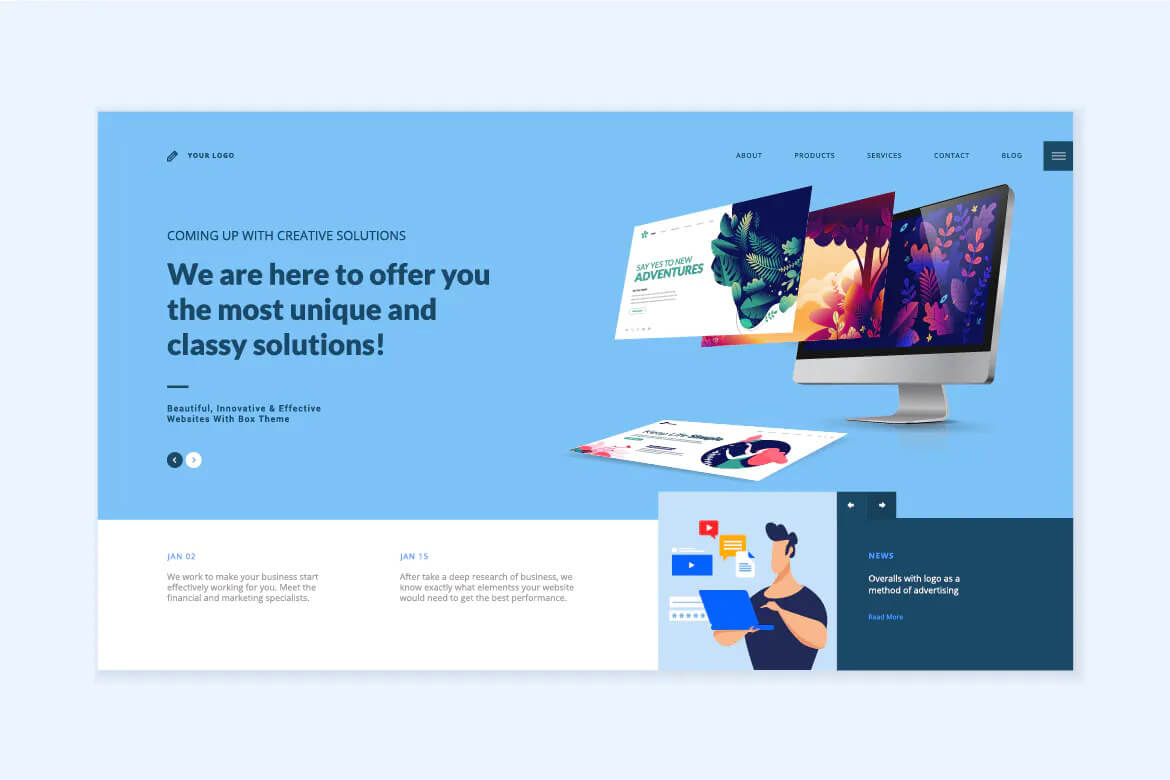 YOUR LOGO
ABOUT PRODUCTS SERVICES CONTACT BLOG
COMING UP WITH CREATIVE SOLUTIONS
We are here to offer you
the most unique and
classy solutions!
Beautiful, Innovative & Effective
Websites With Box Theme
SAY YES TO NEW
ADVENTURES
Simple
JAN 02
We work to make your business start
effectively working for you. Meet the
financial and marketing specialists.
JAN 15
After take a deep research of business, we
know exactly what elementss your website
would need to get the best performance.
NEWS
Overalls with logo as a
method of advertising
Read More